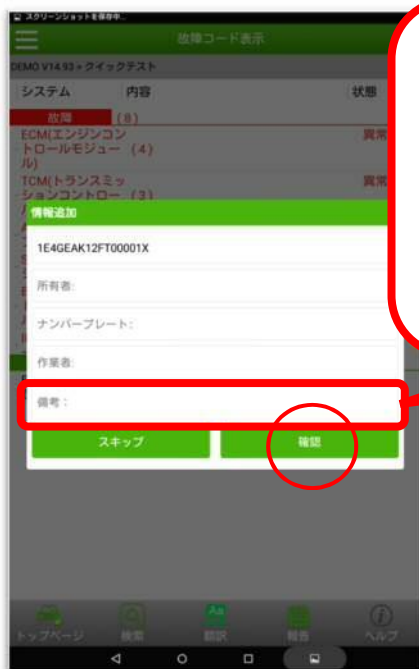 スクリーンショットを保存中...
故障コード表示
DEMO V14.93 > クイックテスト
システム 内容 状態
故障 (8)
ECM(エンジンコン
トロールモジュー (4)
ル)
異常
TCM(トランスミッ
ションコントロー (3)
異常
情報追加
1E4GEAK12FT00001X
所有者:
ナンバープレート:
作業者:
備考:
スキップ 確認
トップページ 検索 翻訳 報告 ヘルプ